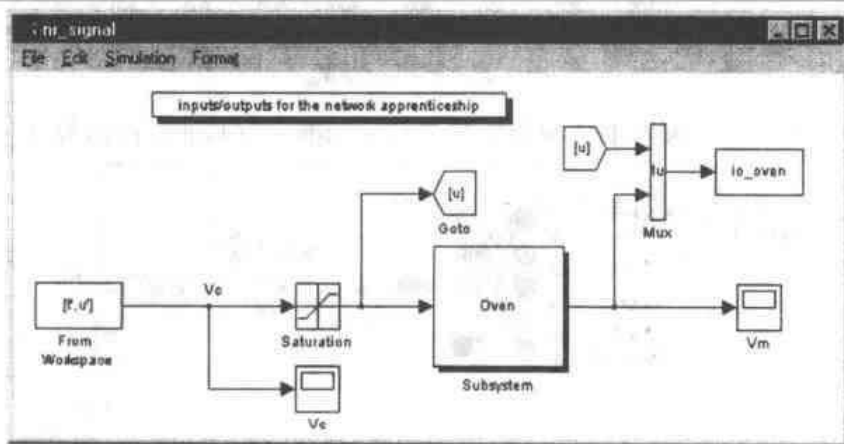 nn_signal
File Edit Simulation Format
inputs/outputs for the network apprenticeship
[u]
io_oven
Mux
[u]
Goto
Vc
[t',u']
From
Workspace
Saturation
Oven
Subsystem
Vm
Vc